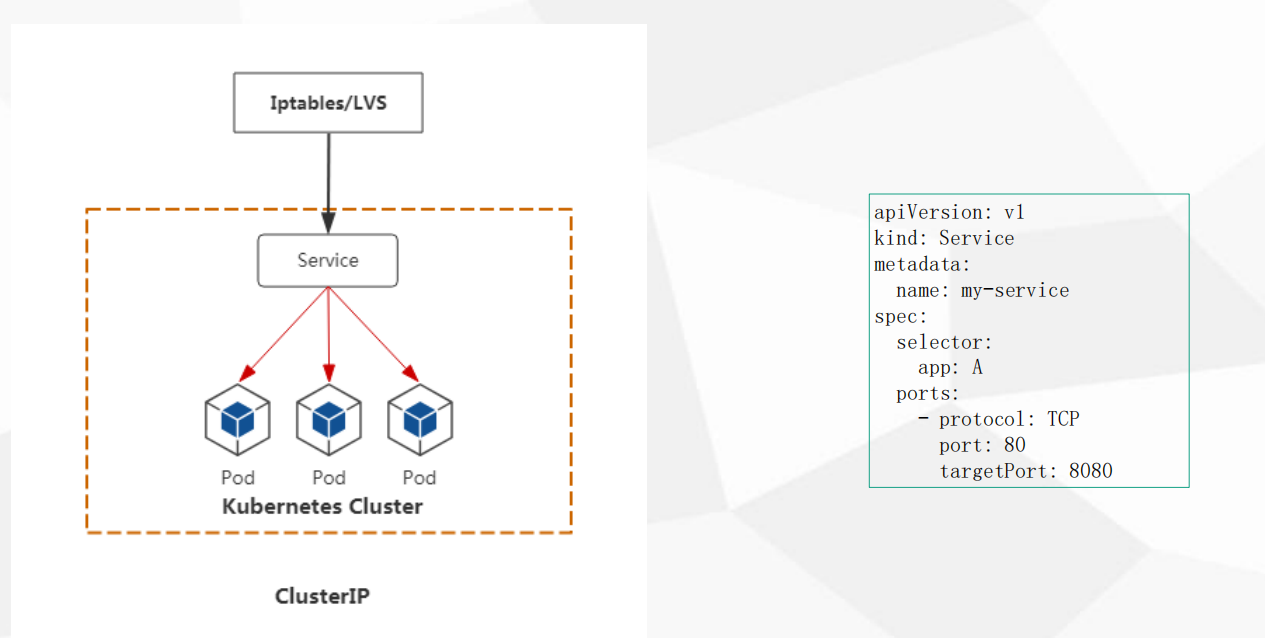 Iptables/LVS
Service
Pod Pod Pod
Kubernetes Cluster
ClusterIP
apiVersion: v1
kind: Service
metadata:
  name: my-service
spec:
  selector:
    app: A
  ports:
    - protocol: TCP
      port: 80
      targetPort: 8080